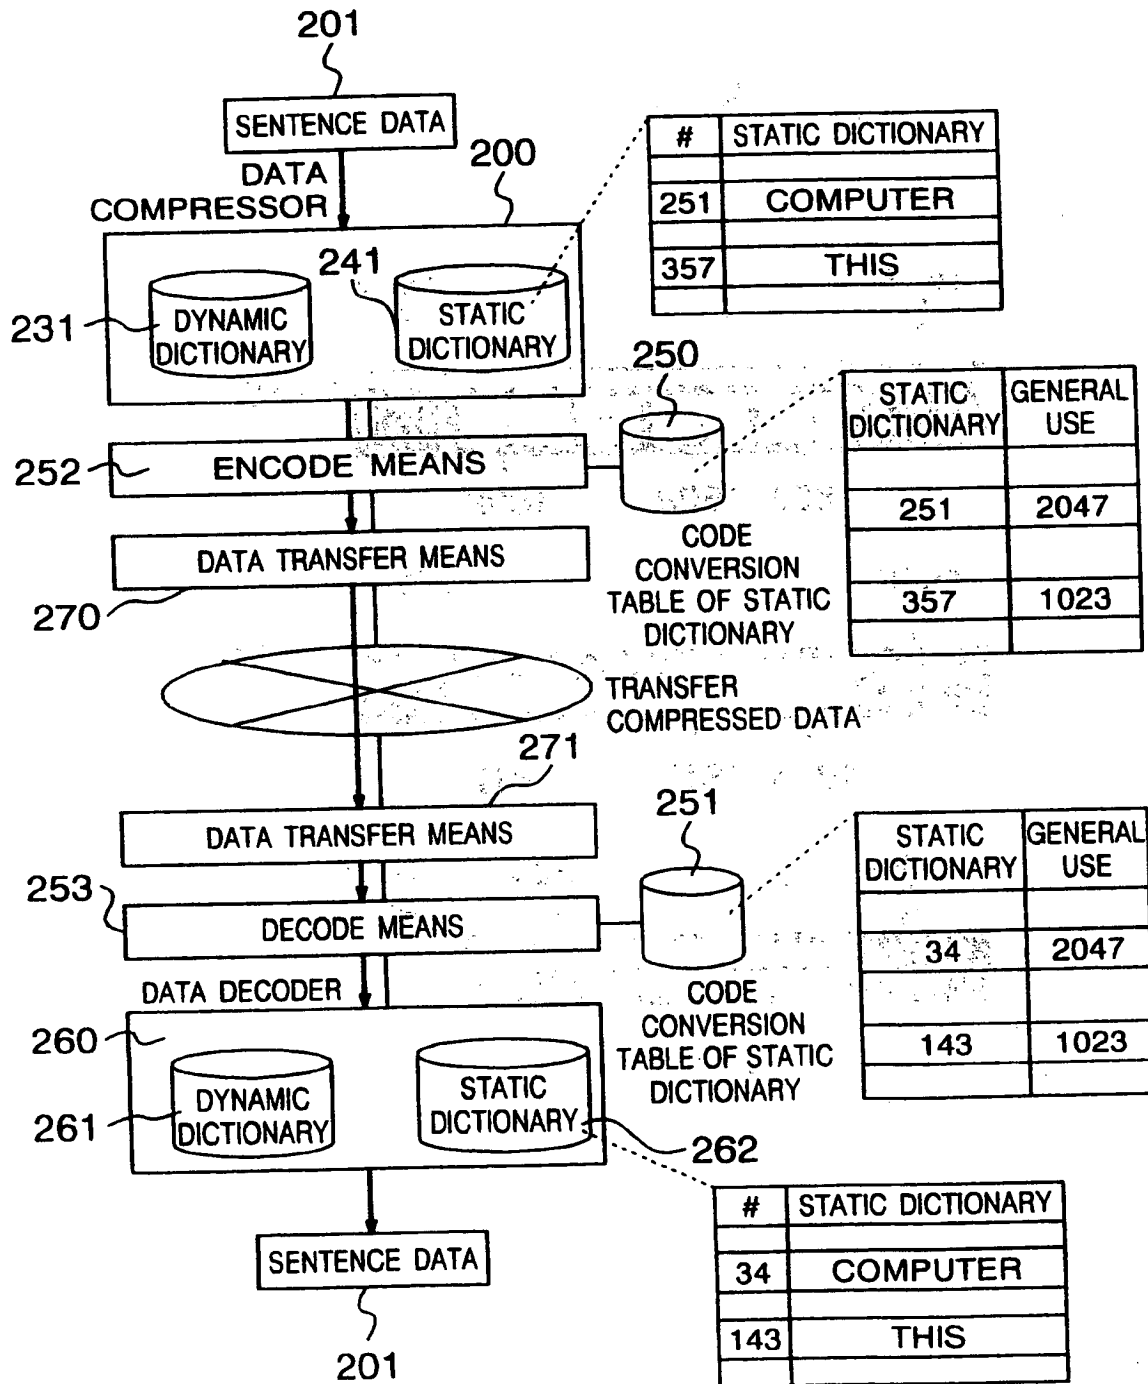 201
SENTENCE DATA
DATA
COMPRESSOR
200
# STATIC DICTIONARY
251 COMPUTER
357 THIS
231
DYNAMIC
DICTIONARY
241
STATIC
DICTIONARY
250
STATIC
DICTIONARY
GENERAL
USE
251 2047
357 1023
252
ENCODE MEANS
CODE
CONVERSION
TABLE OF STATIC
DICTIONARY
DATA TRANSFER MEANS
270
TRANSFER
COMPRESSED DATA
271
DATA TRANSFER MEANS
251
STATIC
DICTIONARY
GENERAL
USE
34 2047
143 1023
253
DECODE MEANS
CODE
CONVERSION
TABLE OF STATIC
DICTIONARY
DATA DECODER
260
261
DYNAMIC
DICTIONARY
STATIC
DICTIONARY
262
# STATIC DICTIONARY
34 COMPUTER
143 THIS
SENTENCE DATA
201